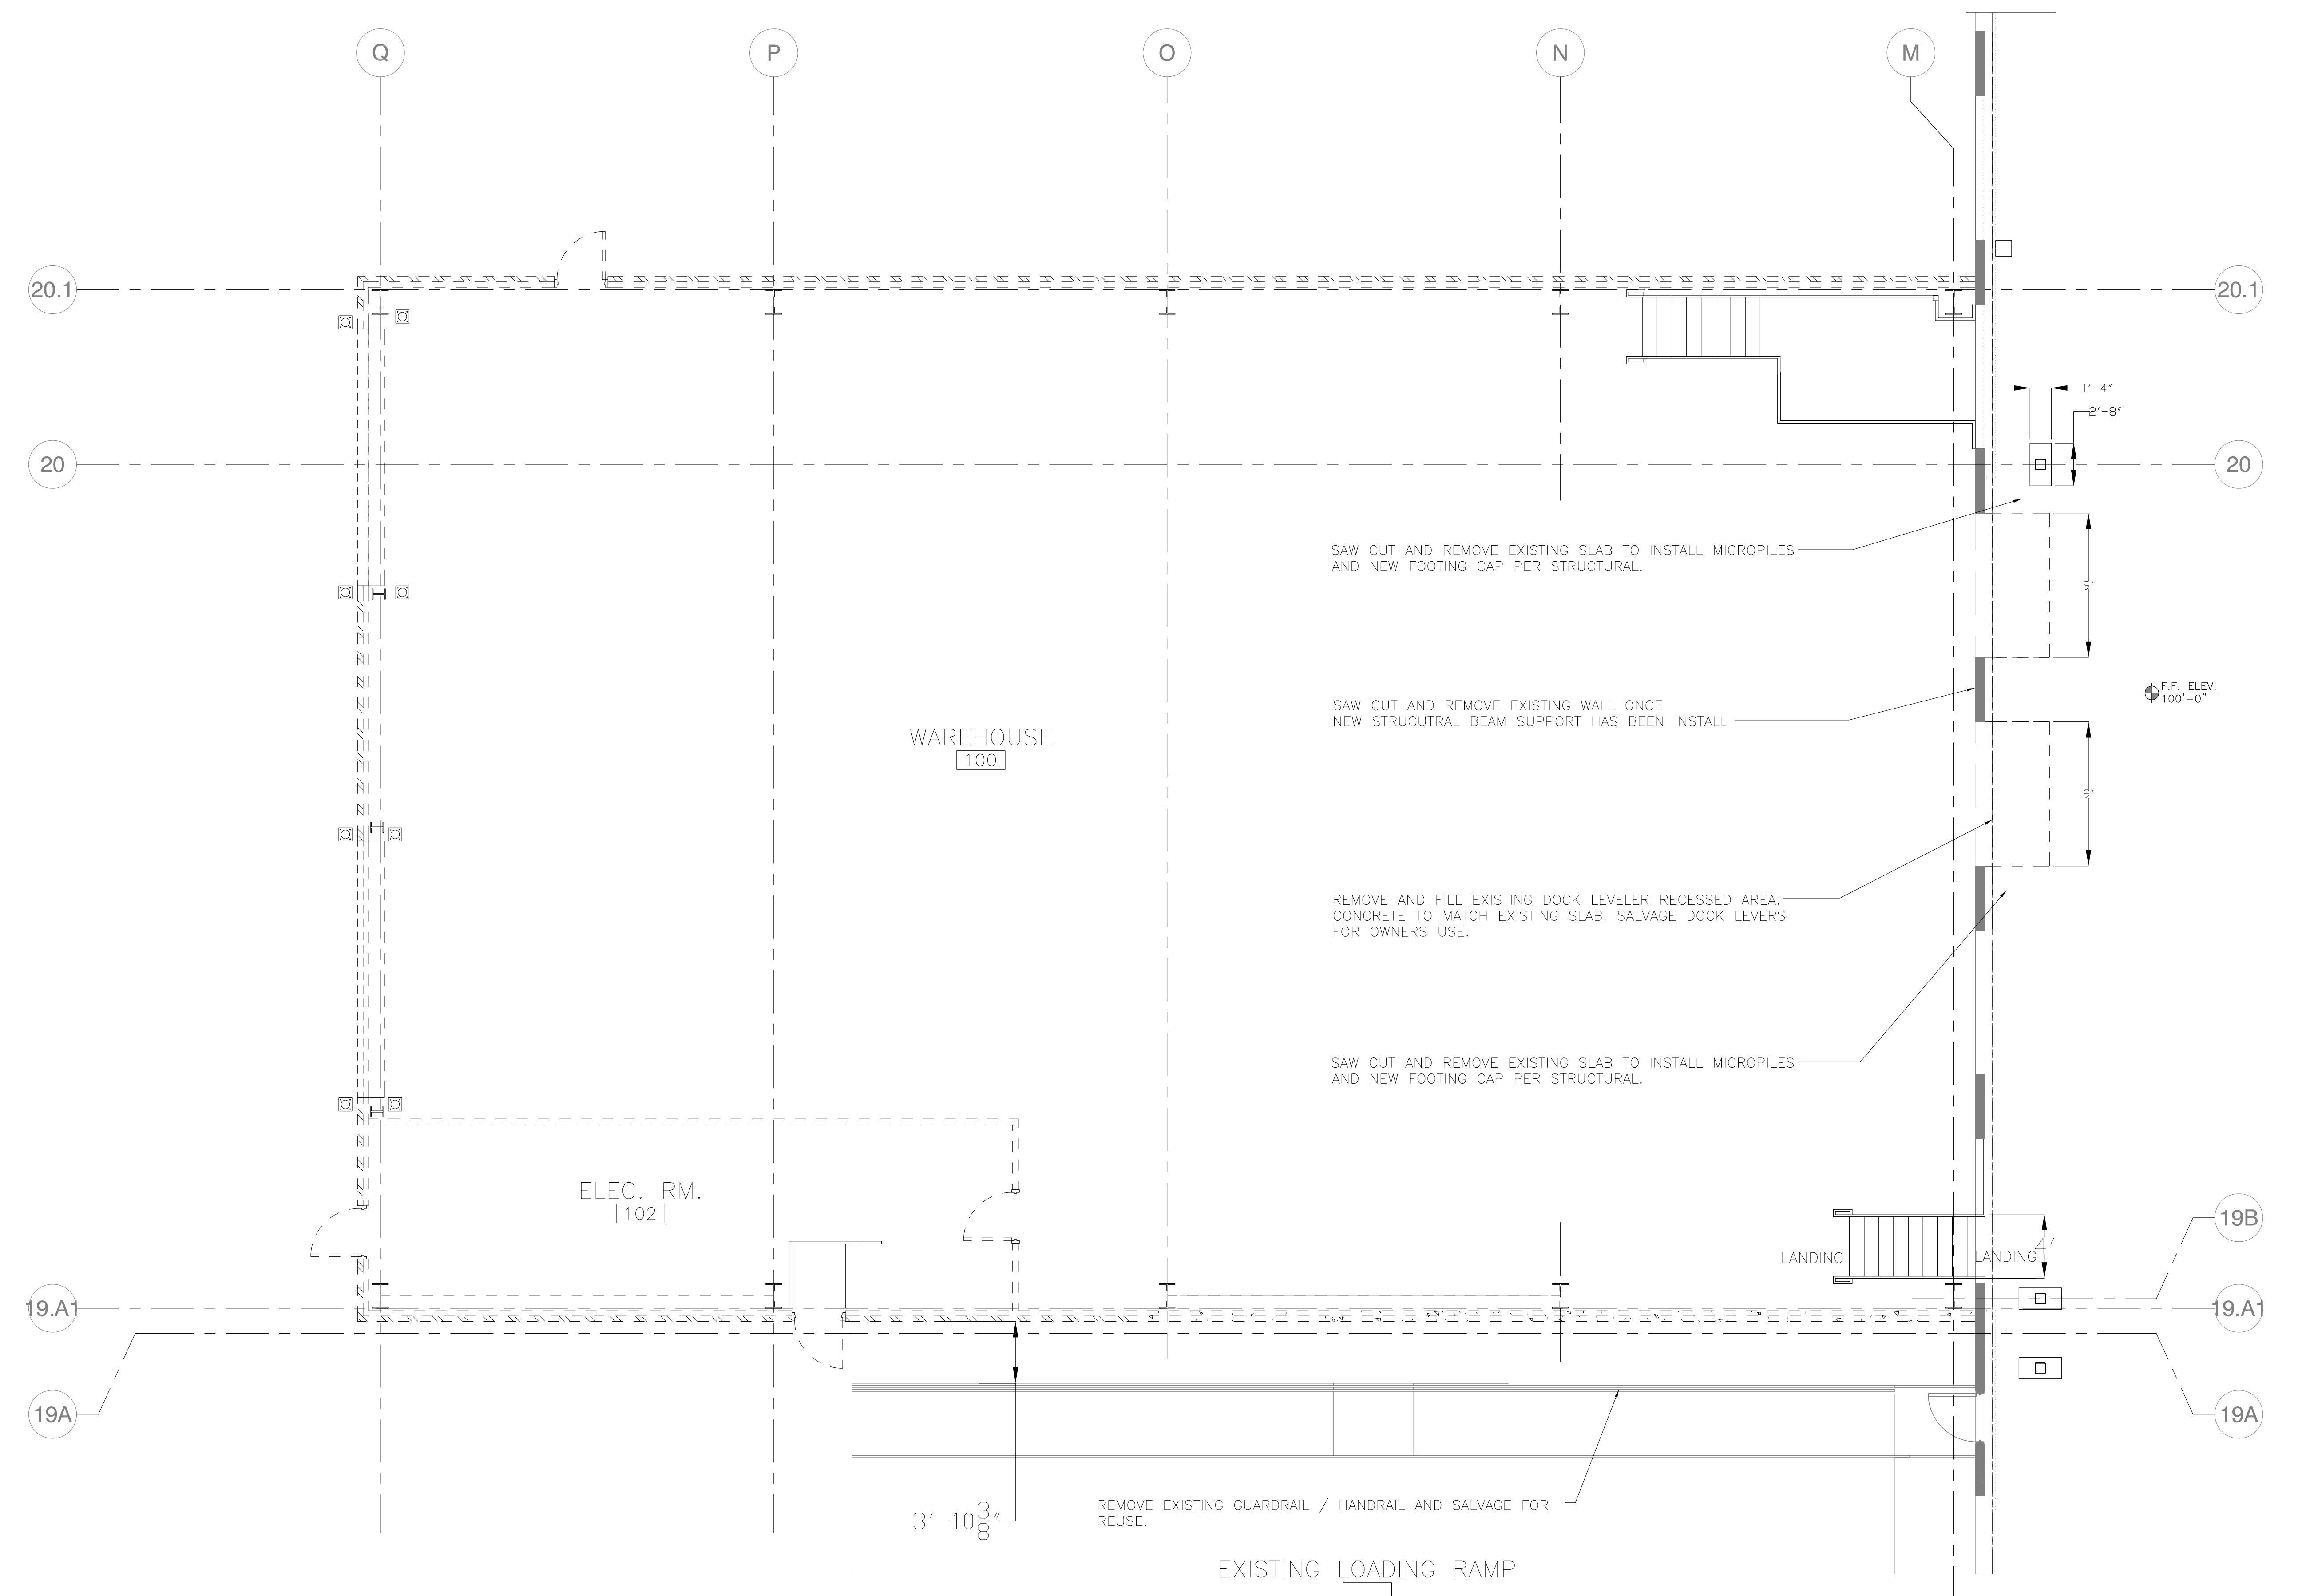 Q
P
O
N
M
20.1
20.1
1'-4"
2'-8"
20
20
SAW CUT AND REMOVE EXISTING SLAB TO INSTALL MICROPILES
AND NEW FOOTING CAP PER STRUCTURAL.
9'
F.F. ELEV.
100'-0"
SAW CUT AND REMOVE EXISTING WALL ONCE
NEW STRUCUTRAL BEAM SUPPORT HAS BEEN INSTALL
WAREHOUSE
100
9'
REMOVE AND FILL EXISTING DOCK LEVELER RECESSED AREA.
CONCRETE TO MATCH EXISTING SLAB. SALVAGE DOCK LEVERS
FOR OWNERS USE.
SAW CUT AND REMOVE EXISTING SLAB TO INSTALL MICROPILES
AND NEW FOOTING CAP PER STRUCTURAL.
ELEC. RM.
102
19B
LANDING
LANDING
4'
19.A1
19.A1
19A
19A
3'-10 3/8"
REMOVE EXISTING GUARDRAIL / HANDRAIL AND SALVAGE FOR
REUSE.
EXISTING LOADING RAMP